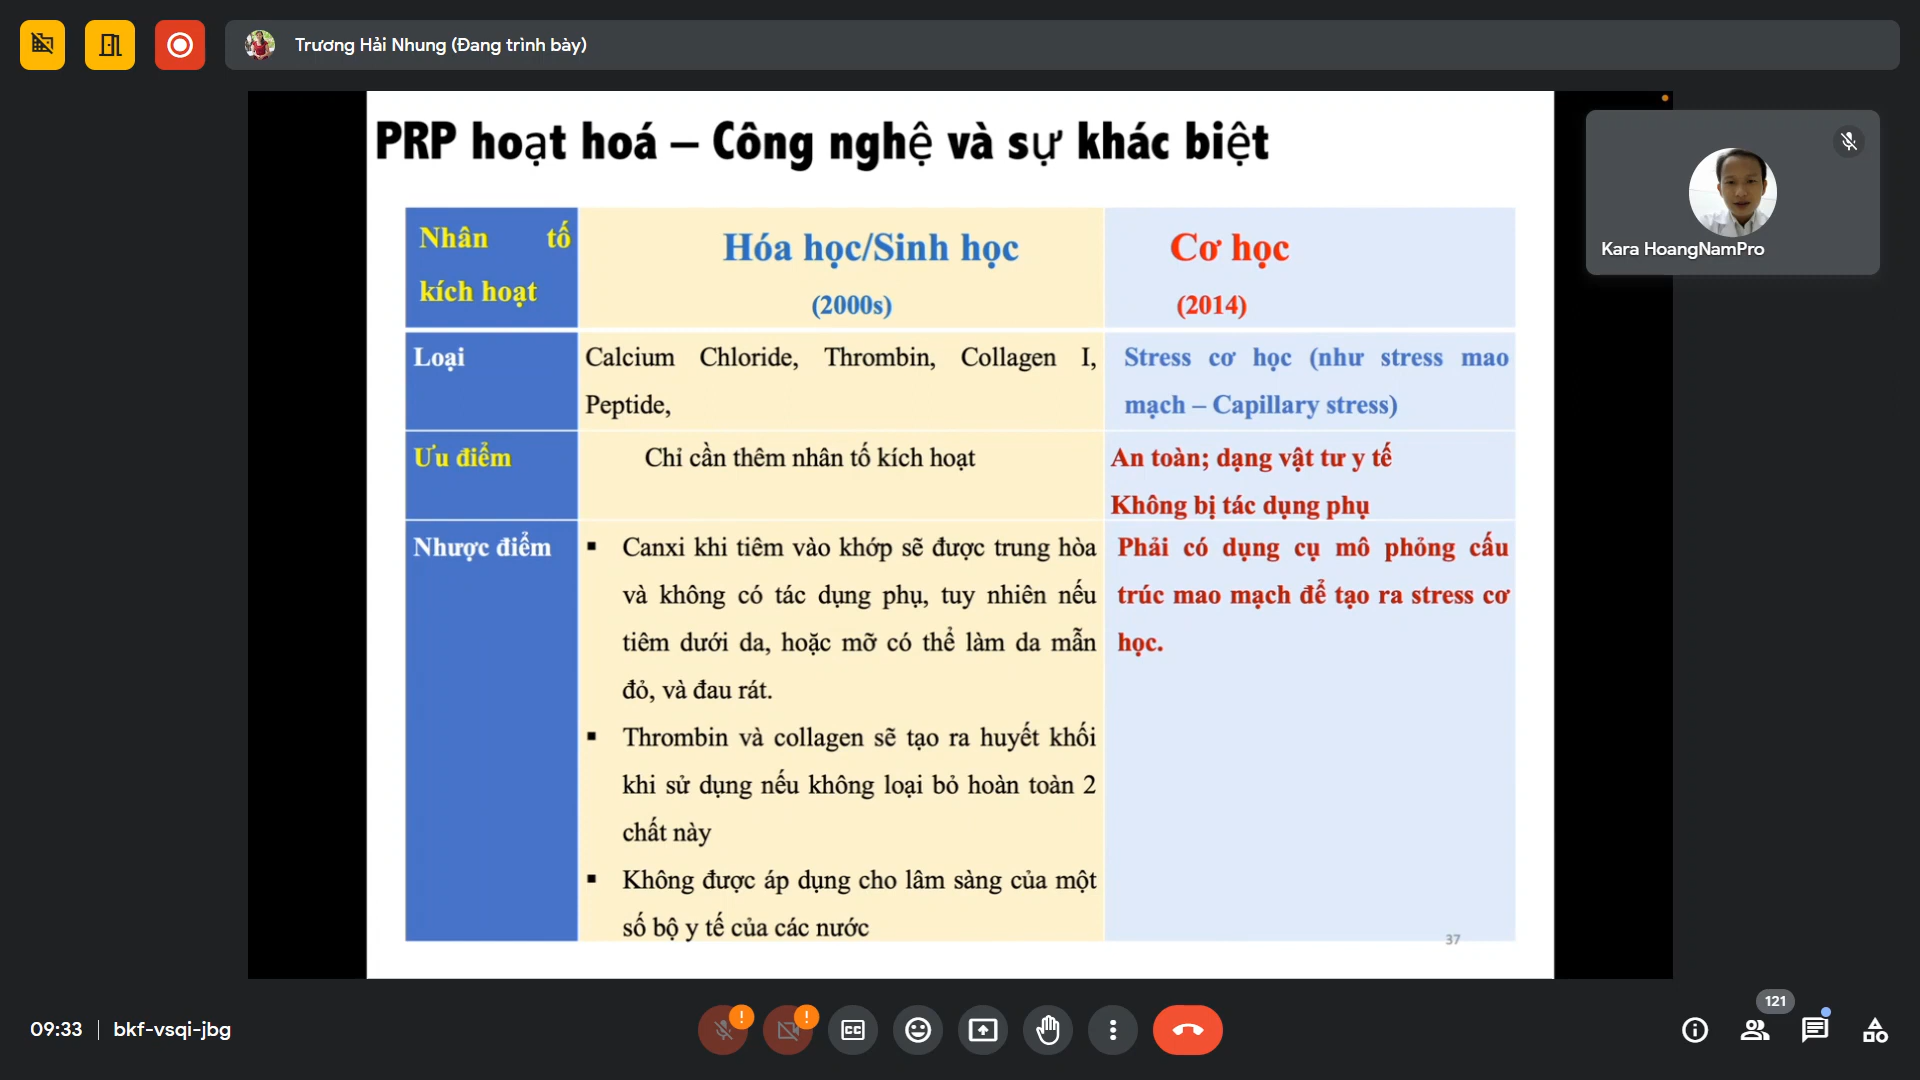 Trương Hải Nhung (Đang trình bày)
PRP hoạt hoá – Công nghệ và sự khác biệt
Nhân tố
kích hoạt
Hóa học/Sinh học
(2000s)
Cơ học
(2014)
Loại
Calcium Chloride, Thrombin, Collagen I,
Peptide,
Stress cơ học (như stress mao
mạch – Capillary stress)
Ưu điểm
Chỉ cần thêm nhân tố kích hoạt
An toàn; dạng vật tư y tế
Không bị tác dụng phụ
Nhược điểm
▪ Canxi khi tiêm vào khớp sẽ được trung hòa
và không có tác dụng phụ, tuy nhiên nếu
tiêm dưới da, hoặc mỡ có thể làm da mẫn
đỏ, và đau rát.
▪ Thrombin và collagen sẽ tạo ra huyết khối
khi sử dụng nếu không loại bỏ hoàn toàn 2
chất này
▪ Không được áp dụng cho lâm sàng của một
số bộ y tế của các nước
Phải có dụng cụ mô phỏng cấu
trúc mao mạch để tạo ra stress cơ
học.
37
Kara HoangNamPro
09:33 | bkf-vsqi-jbg
!
!
CC
121